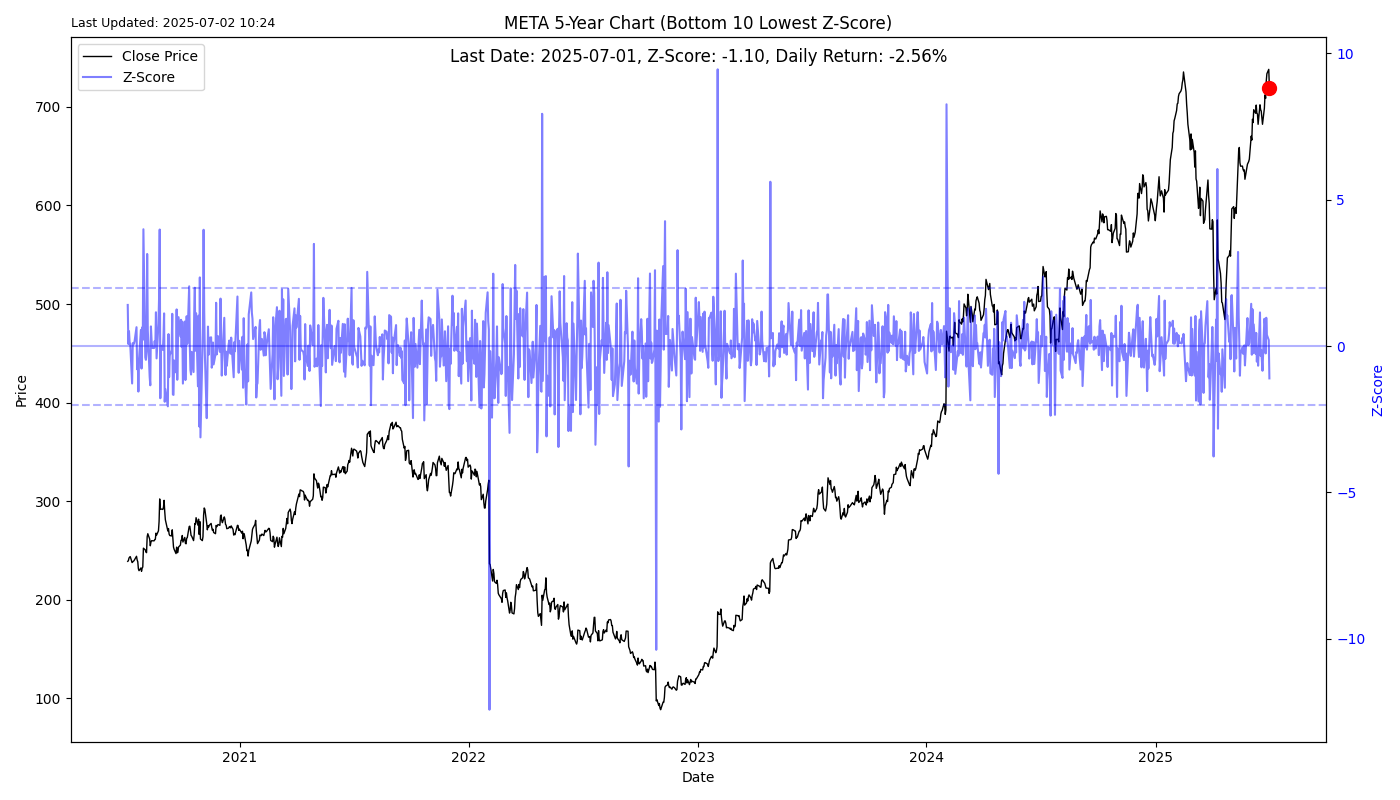 Last Updated: 2025-07-02 10:24
META 5-Year Chart (Bottom 10 Lowest Z-Score)
Last Date: 2025-07-01, Z-Score: -1.10, Daily Return: -2.56%
Close Price
Z-Score
Price
700
600
500
400
300
200
100
10
5
0
−5
−10
Z-Score
2021
2022
2023
2024
2025
Date